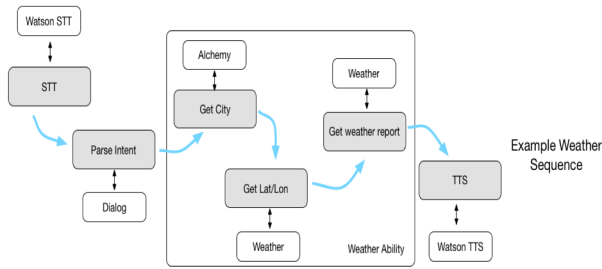 Watson STT
STT
Parse Intent
Dialog
Alchemy
Get City
Get Lat/Lon
Weather
Weather
Get weather report
Weather Ability
TTS
Watson TTS
Example Weather
Sequence